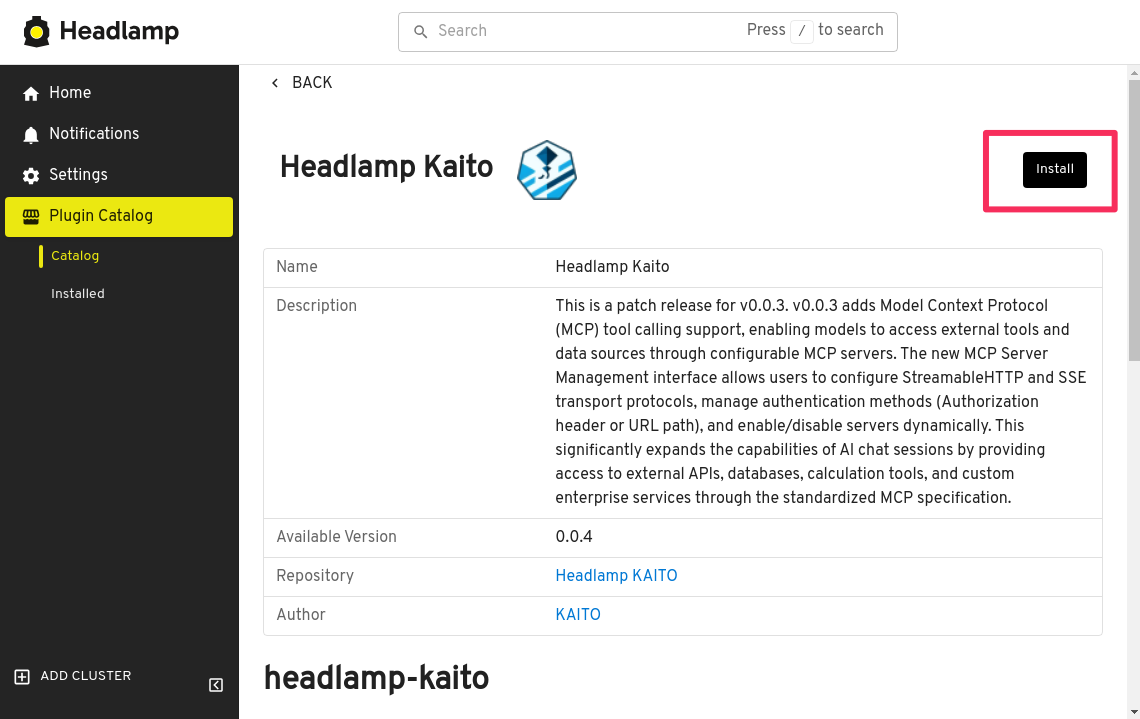 Headlamp
Search
Press / to search
Home
Notifications
Settings
Plugin Catalog
Catalog
Installed
ADD CLUSTER
BACK
Headlamp Kaito
Install
Name
Headlamp Kaito
Description
This is a patch release for v0.0.3. v0.0.3 adds Model Context Protocol
(MCP) tool calling support, enabling models to access external tools and
data sources through configurable MCP servers. The new MCP Server
Management interface allows users to configure StreamableHTTP and SSE
transport protocols, manage authentication methods (Authorization
header or URL path), and enable/disable servers dynamically. This
significantly expands the capabilities of AI chat sessions by providing
access to external APIs, databases, calculation tools, and custom
enterprise services through the standardized MCP specification.
Available Version
0.0.4
Repository
Headlamp KAITO
Author
KAITO
headlamp-kaito